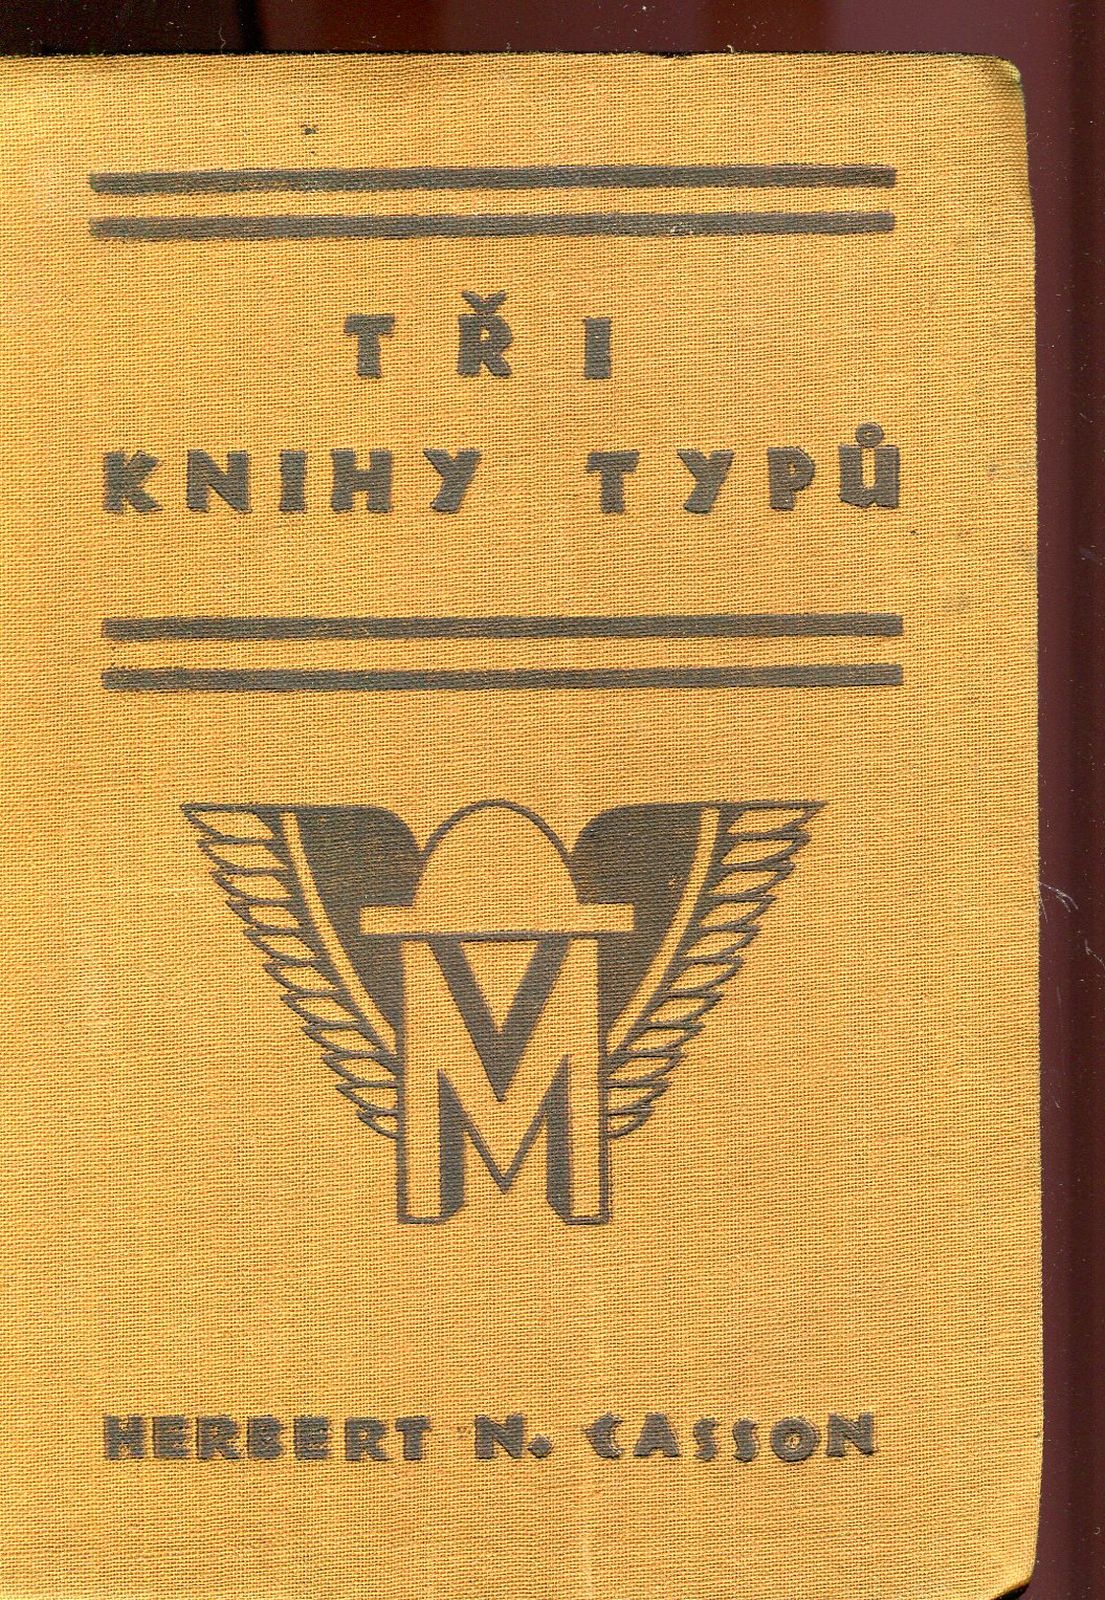 TŘI
KNIHY TYPŮ
M
HERBERT N. CASSON